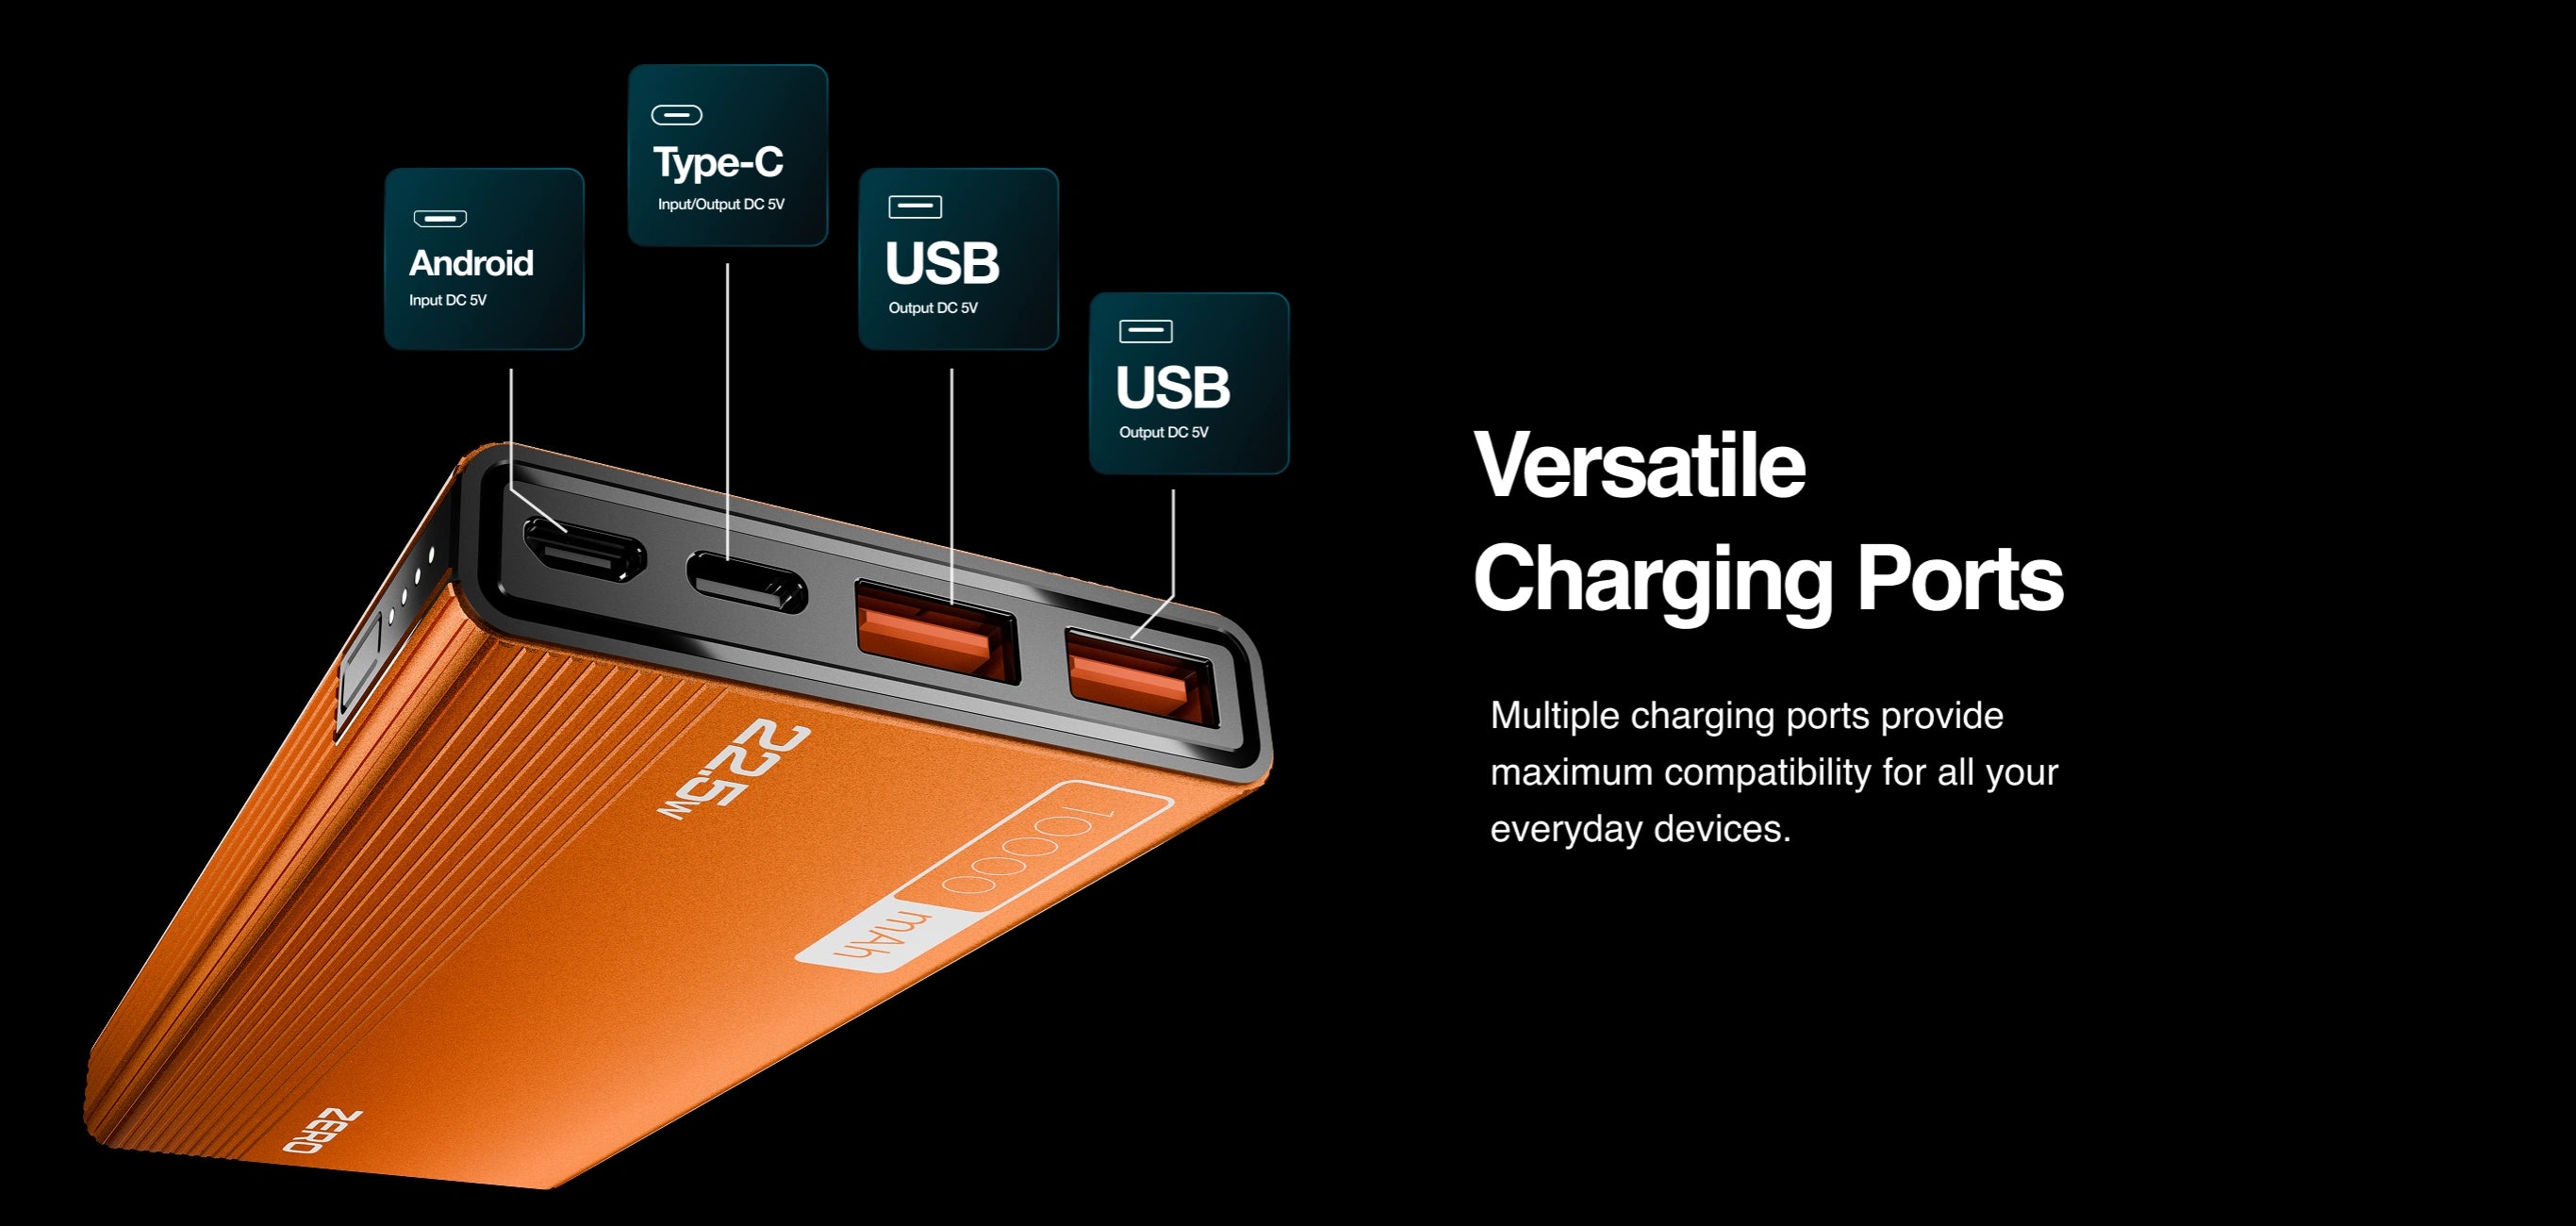 Type-C
Input/Output DC 5V
Android
Input DC 5V
USB
Output DC 5V
USB
Output DC 5V
Versatile
Charging Ports
Multiple charging ports provide
maximum compatibility for all your
everyday devices.
22.5W
10000
mAh
ZERO